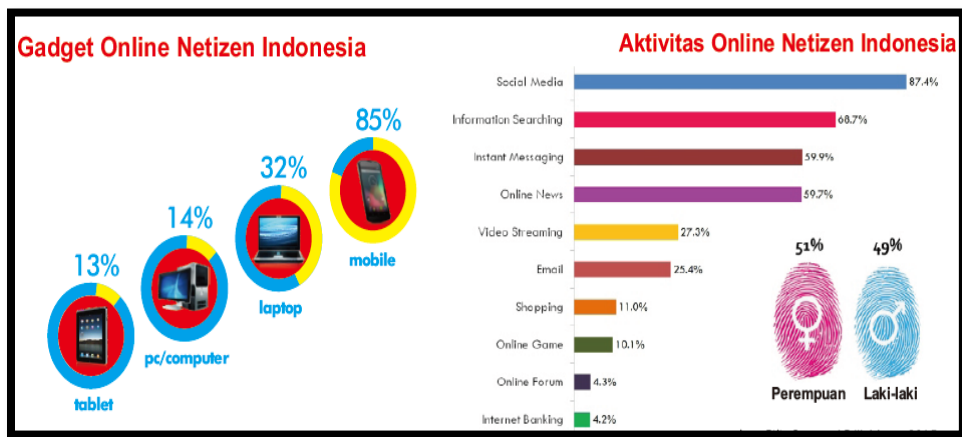 Gadget Online Netizen Indonesia
85%
mobile
32%
laptop
14%
pc/computer
13%
tablet
Aktivitas Online Netizen Indonesia
Social Media 87.4%
Information Searching 68.7%
Instant Messaging 59.9%
Online News 59.7%
Video Streaming 27.3%
Email 25.4%
Shopping 11.0%
Online Game 10.1%
Online Forum 4.3%
Internet Banking 4.2%
51% 49%
Perempuan Laki-laki